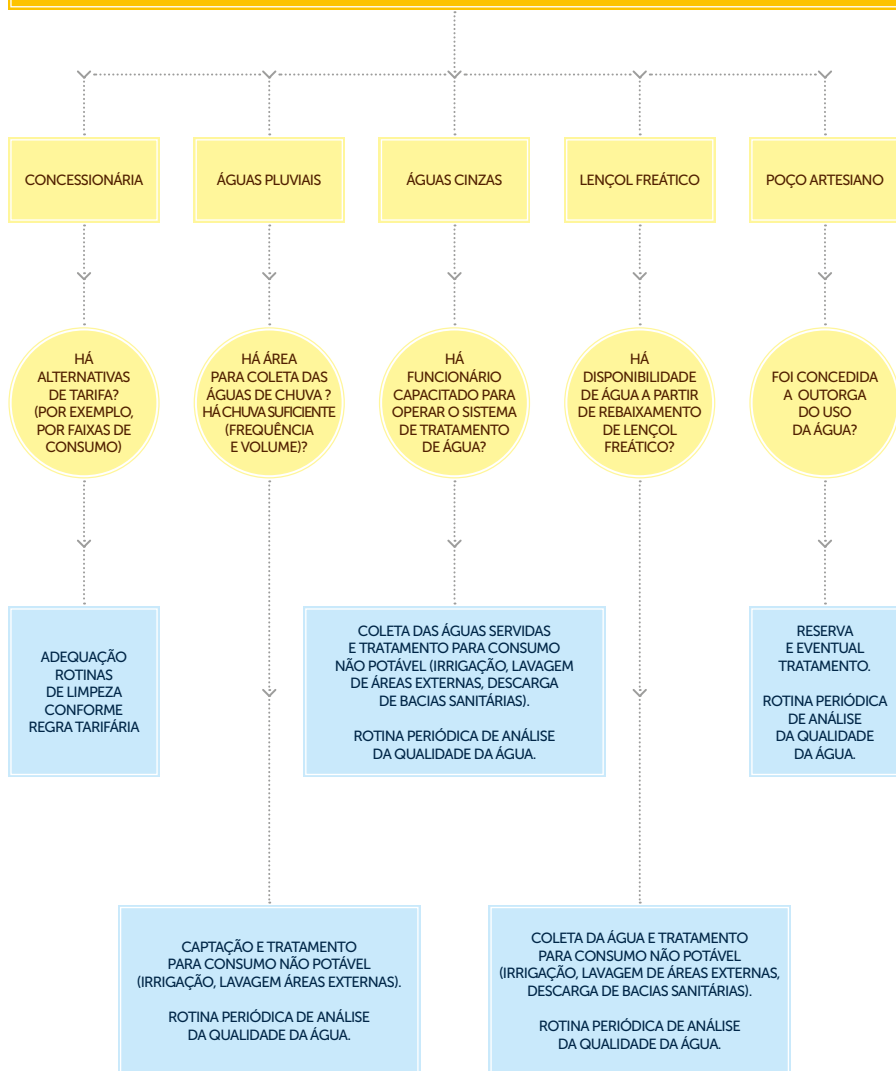 CONCESSIONÁRIA
ÁGUAS PLUVIAIS
ÁGUAS CINZAS
LENÇOL FREÁTICO
POÇO ARTESIANO
HÁ
ALTERNATIVAS
DE TARIFA?
(POR EXEMPLO,
POR FAIXAS DE
CONSUMO)
HÁ ÁREA
PARA COLETA DAS
ÁGUAS DE CHUVA ?
HÁ CHUVA SUFICIENTE
(FREQUÊNCIA
E VOLUME)?
HÁ
FUNCIONÁRIO
CAPACITADO PARA
OPERAR O SISTEMA
DE TRATAMENTO
DE ÁGUA?
HÁ
DISPONIBILIDADE
DE ÁGUA A PARTIR
DE REBAIXAMENTO
DE LENÇOL
FREÁTICO?
FOI CONCEDIDA
A OUTORGA
DO USO
DA ÁGUA?
ADEQUAÇÃO
ROTINAS
DE LIMPEZA
CONFORME
REGRA TARIFÁRIA
COLETA DAS ÁGUAS SERVIDAS
E TRATAMENTO PARA CONSUMO
NÃO POTÁVEL (IRRIGAÇÃO, LAVAGEM
DE ÁREAS EXTERNAS, DESCARGA
DE BACIAS SANITÁRIAS).
ROTINA PERIÓDICA DE ANÁLISE
DA QUALIDADE DA ÁGUA.
RESERVA
E EVENTUAL
TRATAMENTO.
ROTINA PERIÓDICA
DE ANÁLISE
DA QUALIDADE
DA ÁGUA.
CAPTAÇÃO E TRATAMENTO
PARA CONSUMO NÃO POTÁVEL
(IRRIGAÇÃO, LAVAGEM ÁREAS EXTERNAS).
ROTINA PERIÓDICA DE ANÁLISE
DA QUALIDADE DA ÁGUA.
COLETA DA ÁGUA E TRATAMENTO
PARA CONSUMO NÃO POTÁVEL
(IRRIGAÇÃO, LAVAGEM DE ÁREAS EXTERNAS,
DESCARGA DE BACIAS SANITÁRIAS).
ROTINA PERIÓDICA DE ANÁLISE
DA QUALIDADE DA ÁGUA.